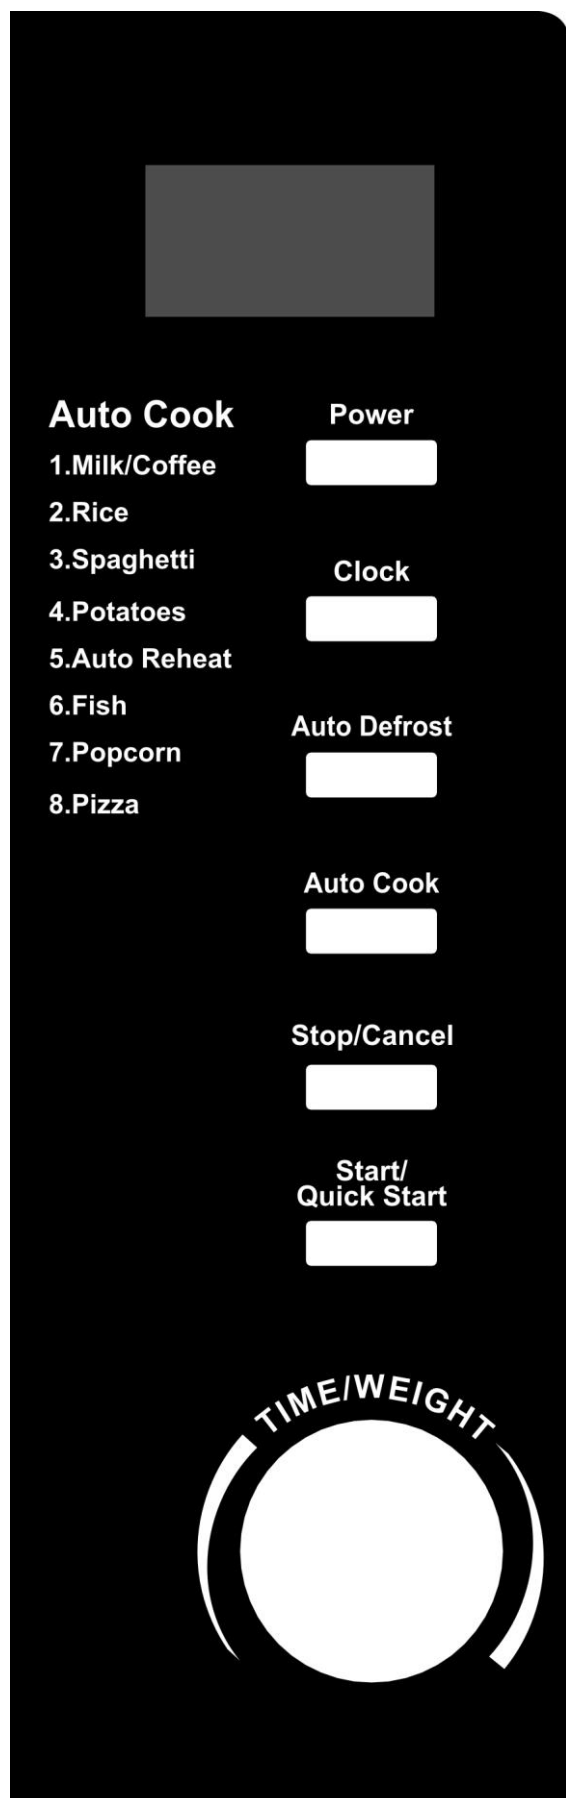 Auto Cook
1.Milk/Coffee
2.Rice
3.Spaghetti
4.Potatoes
5.Auto Reheat
6.Fish
7.Popcorn
8.Pizza
Power
Clock
Auto Defrost
Auto Cook
Stop/Cancel
Start/
Quick Start
TIME/WEIGHT